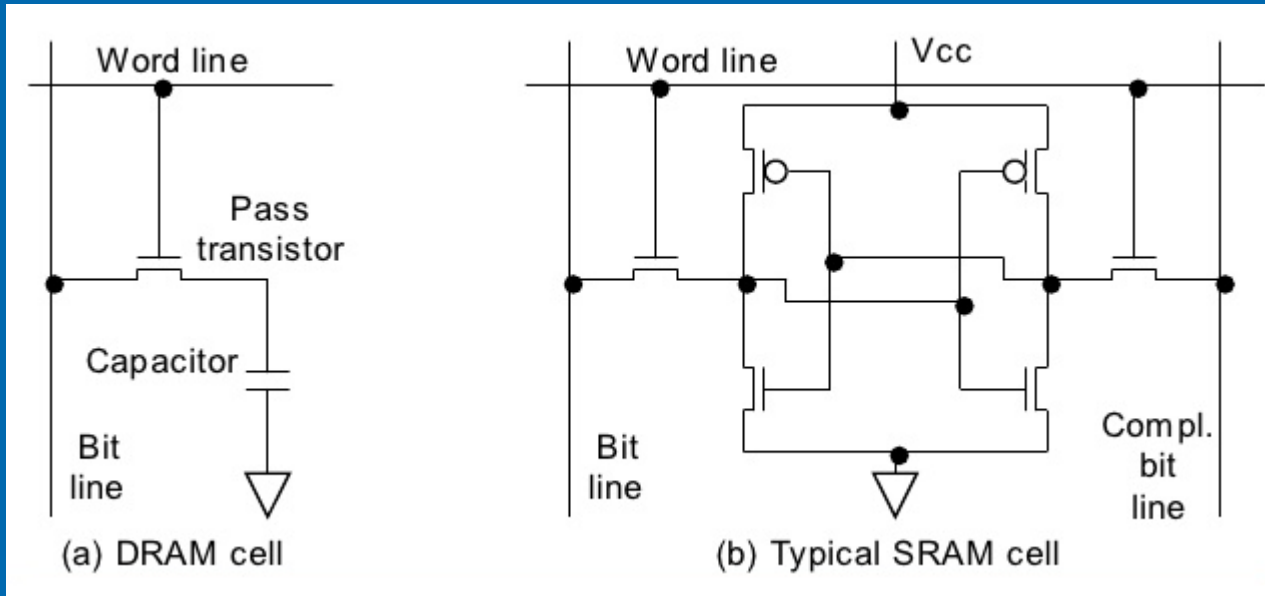 Word line
Pass
transistor
Capacitor
Bit
line
(a) DRAM cell
Word line
Vcc
Bit
line
Compl.
bit
line
(b) Typical SRAM cell